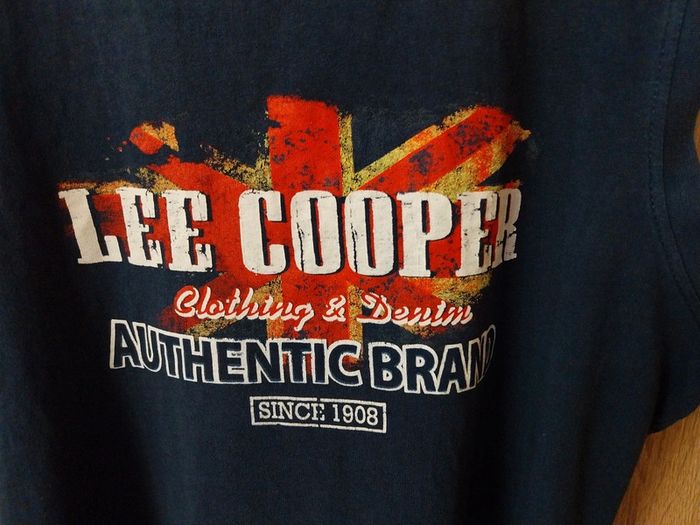 LEE COOPER
Clothing & Denim
AUTHENTIC BRAND
SINCE 1908